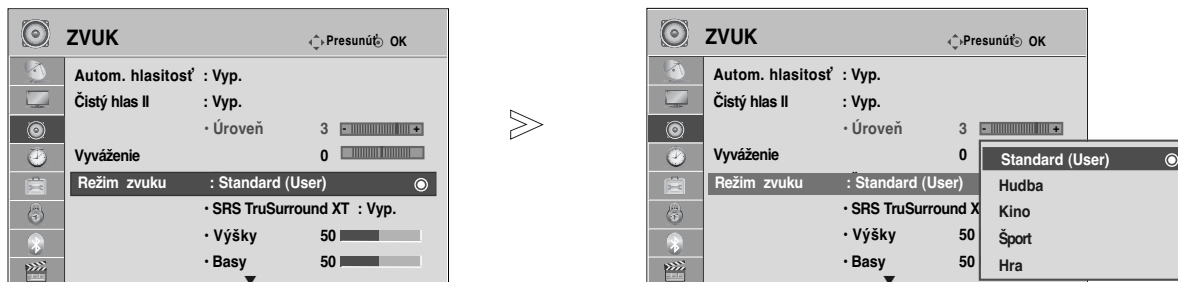 ZVUK Presunúť OK
Autom. hlasitosť : Vyp.
Čistý hlas II : Vyp.
• Úroveň 3 - +
Vyváženie 0
Režim zvuku : Standard (User)
• SRS TruSurround XT : Vyp.
• Výšky 50
• Basy 50
>
ZVUK Presunúť OK
Autom. hlasitosť : Vyp.
Čistý hlas II : Vyp.
• Úroveň 3 - +
Vyváženie 0
Režim zvuku : Standard (User)
• SRS TruSurround X
• Výšky 50
• Basy 50
Standard (User)
Hudba
Kino
Šport
Hra